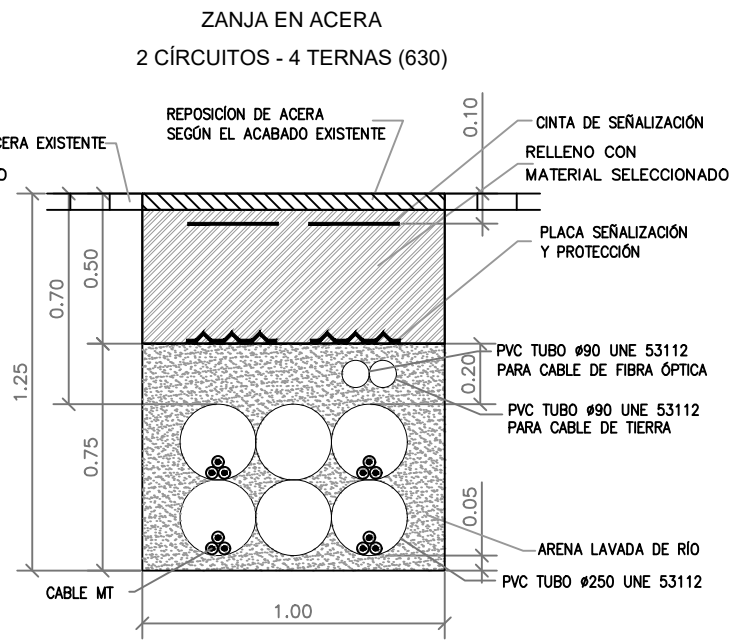 ZANJA EN ACERA
2 CÍRCUITOS - 4 TERNAS (630)
REPOSICÍON DE ACERA
SEGÚN EL ACABADO EXISTENTE
CERA EXISTENTE
O
0.10
CINTA DE SEÑALIZACIÓN
RELLENO CON
MATERIAL SELECCIONADO
PLACA SEÑALIZACIÓN
Y PROTECCIÓN
0.50
0.70
1.25
0.75
0.20
PVC TUBO ø90 UNE 53112
PARA CABLE DE FIBRA ÓPTICA
PVC TUBO ø90 UNE 53112
PARA CABLE DE TIERRA
0.05
ARENA LAVADA DE RÍO
PVC TUBO ø250 UNE 53112
CABLE MT
1.00